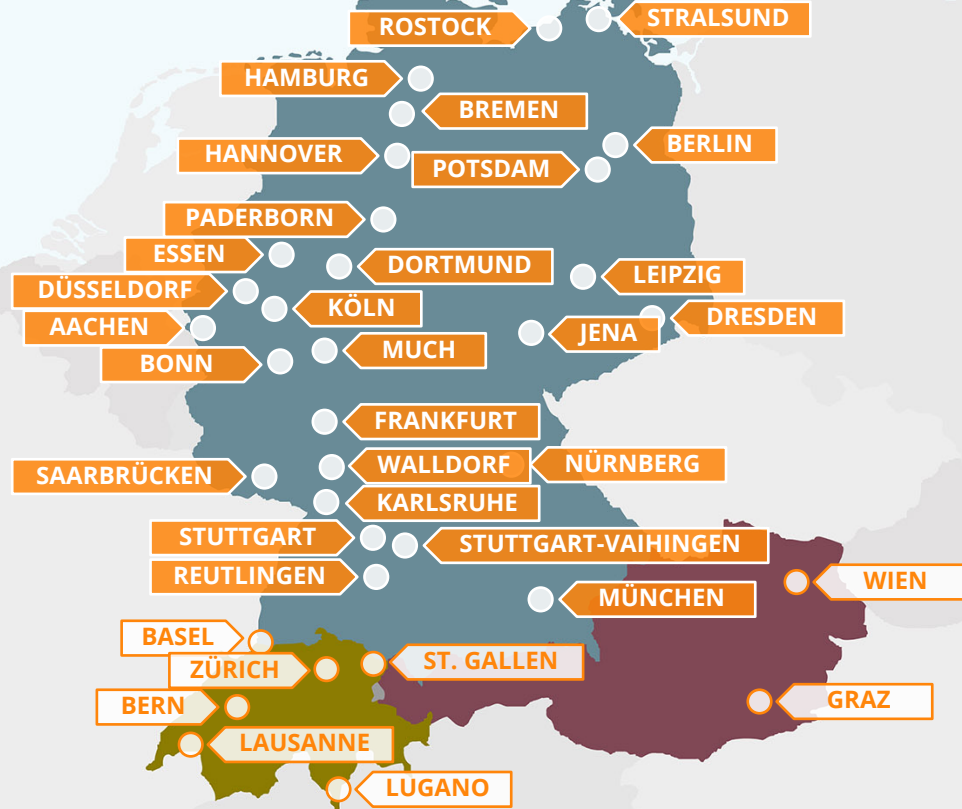 ROSTOCK
STRALSUND
HAMBURG
BREMEN
BERLIN
HANNOVER
POTSDAM
PADERBORN
ESSEN
DORTMUND
LEIPZIG
DÜSSELDORF
KÖLN
DRESDEN
AACHEN
JENA
MUCH
BONN
FRANKFURT
WALLDORF
NÜRNBERG
SAARBRÜCKEN
KARLSRUHE
STUTTGART
STUTTGART-VAIHINGEN
REUTLINGEN
WIEN
MÜNCHEN
BASEL
ST. GALLEN
ZÜRICH
BERN
GRAZ
LAUSANNE
LUGANO